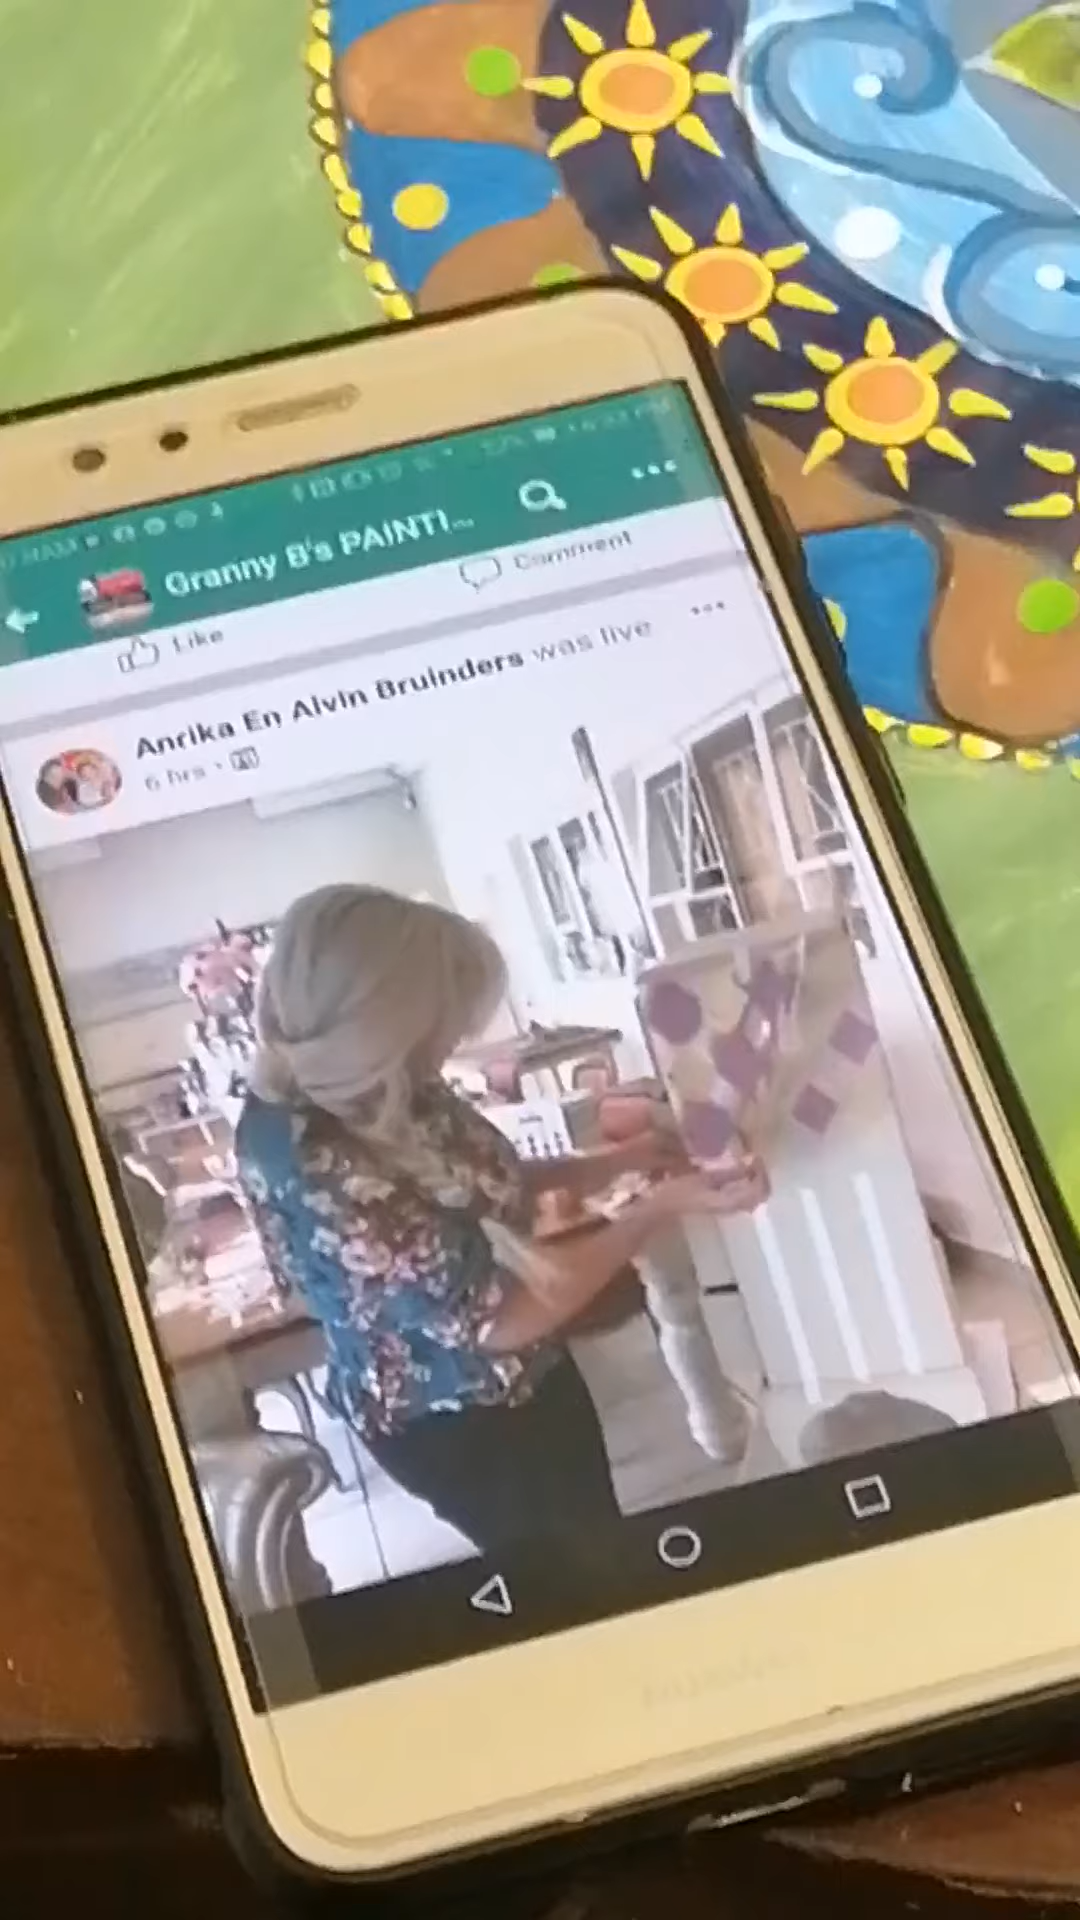 Granny B's PAINTI...
Like
Comment
Anrika En Alvin Bruinders was live
6 hrs